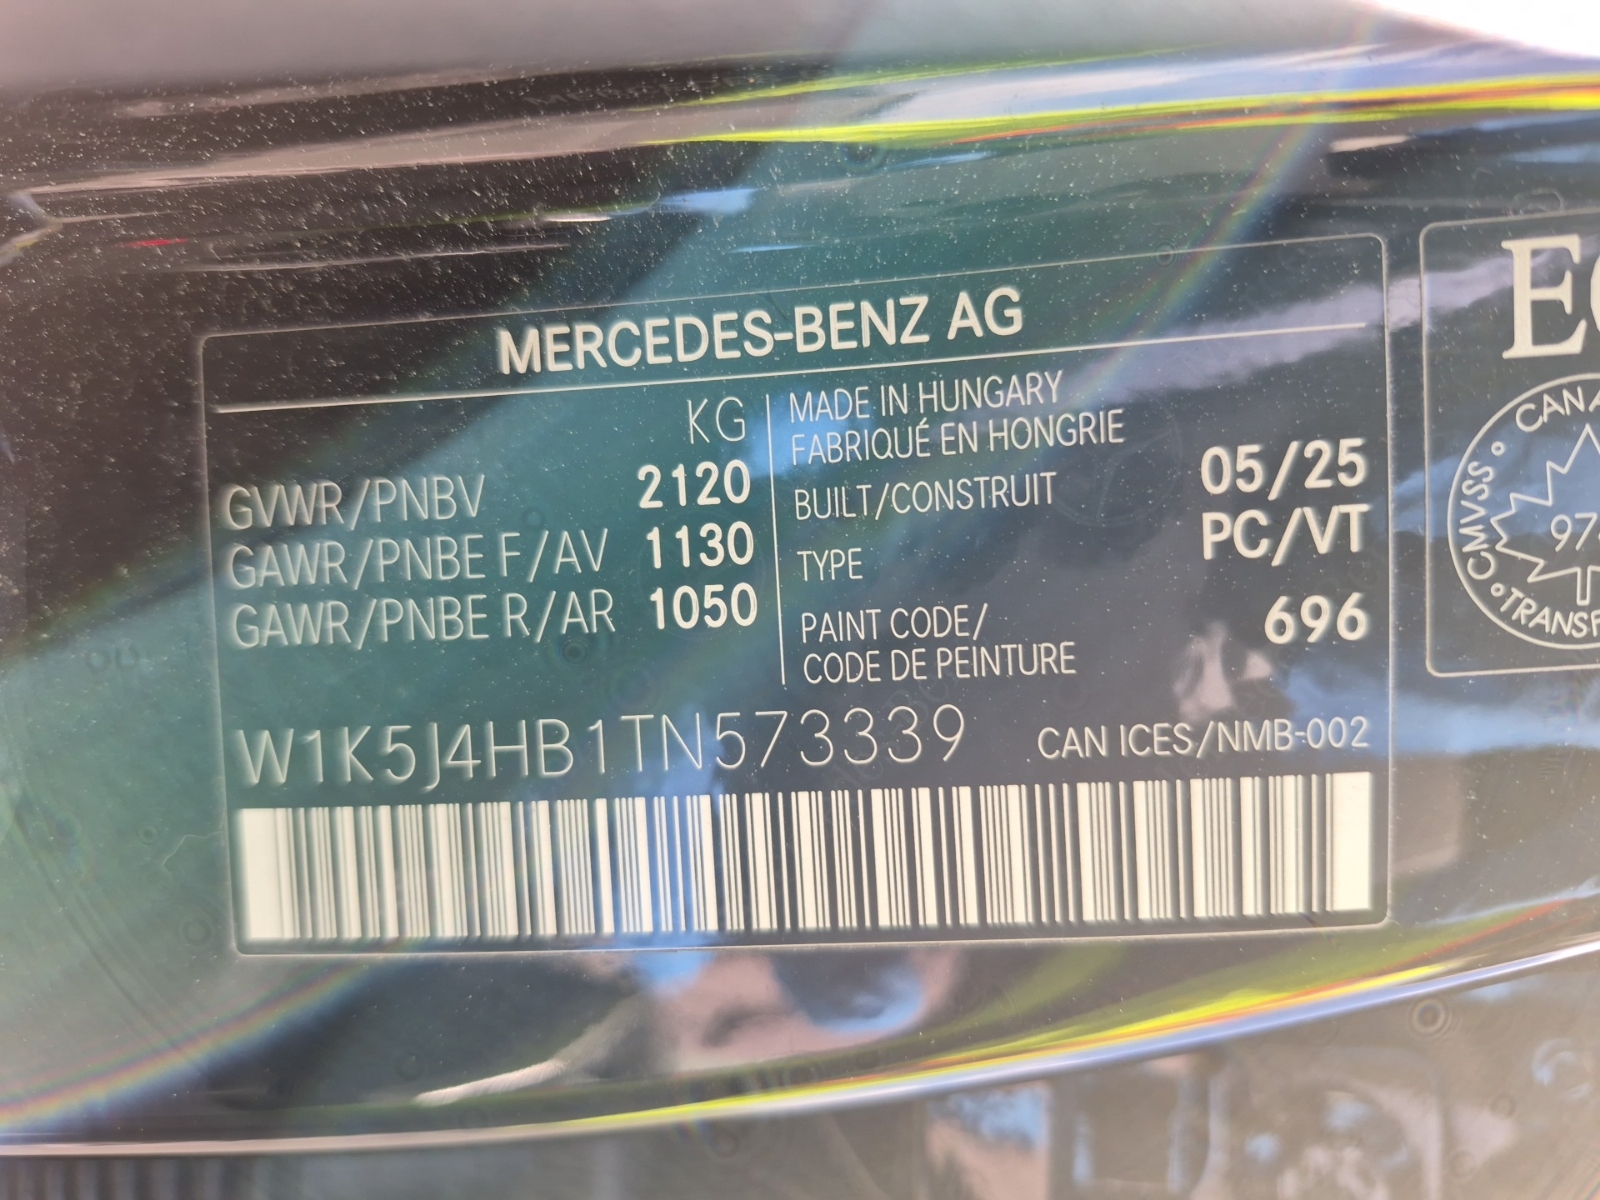 MERCEDES-BENZ AG
KG
GVWR/PNBV 2120
GAWR/PNBE F/AV 1130
GAWR/PNBE R/AR 1050
MADE IN HUNGARY
FABRIQUÉ EN HONGRIE
BUILT/CONSTRUIT 05/25
TYPE PC/VT
PAINT CODE/ 696
CODE DE PEINTURE
W1K5J4HB1TN573339 CAN ICES/NMB-002
CMVSS